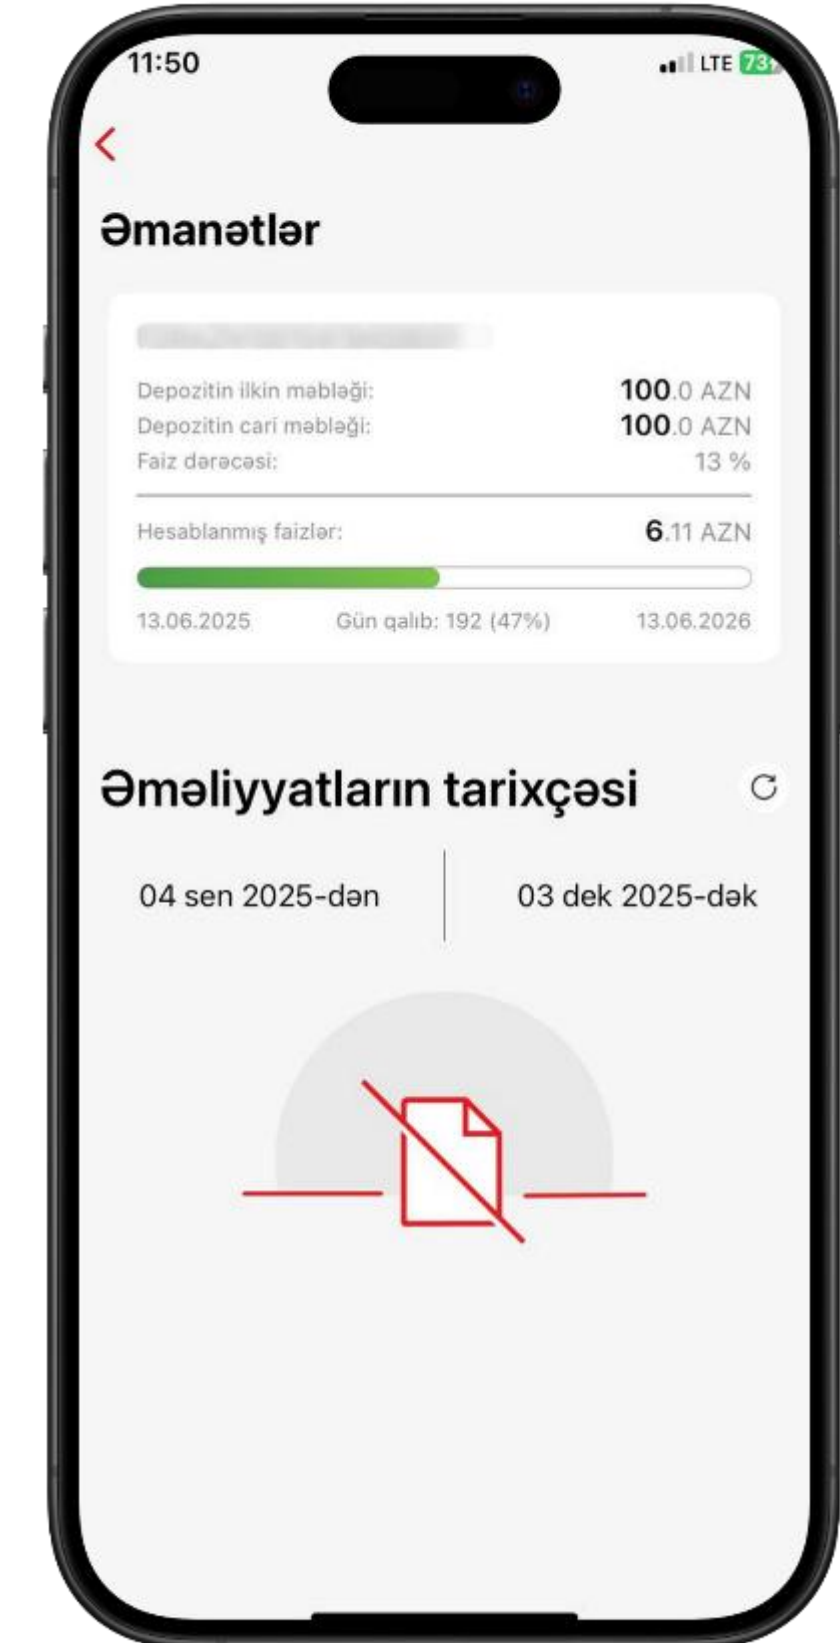 11:50 LTE 73
Əmanətlər
Depozitin ilkin məbləği: 100.0 AZN
Depozitin cari məbləği: 100.0 AZN
Faiz dərəcəsi: 13 %
Hesablanmış faizlər: 6.11 AZN
13.06.2025 Gün qalıb: 192 (47%) 13.06.2026
Əməliyyatların tarixçəsi
04 sen 2025-dən 03 dek 2025-dək